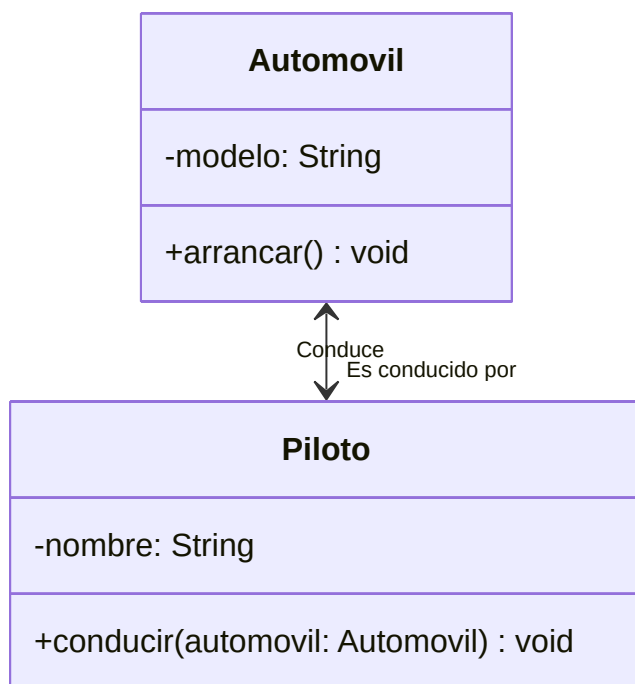 Automovil
-modelo: String
+arrancar() : void
Conduce
Es conducido por
Piloto
-nombre: String
+conducir(automovil: Automovil) : void